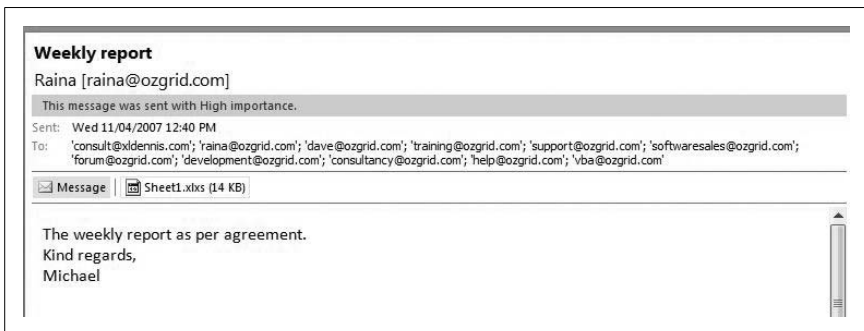 Weekly report
Raina [raina@ozgrid.com]
This message was sent with High importance.
Sent: Wed 11/04/2007 12:40 PM
To: 'consult@xldennis.com'; 'raina@ozgrid.com'; 'dave@ozgrid.com'; 'training@ozgrid.com'; 'support@ozgrid.com'; 'softwaresales@ozgrid.com';
'forum@ozgrid.com'; 'development@ozgrid.com'; 'consultancy@ozgrid.com'; 'help@ozgrid.com'; 'vba@ozgrid.com'
Message Sheet1.xlxs (14 KB)
The weekly report as per agreement.
Kind regards,
Michael